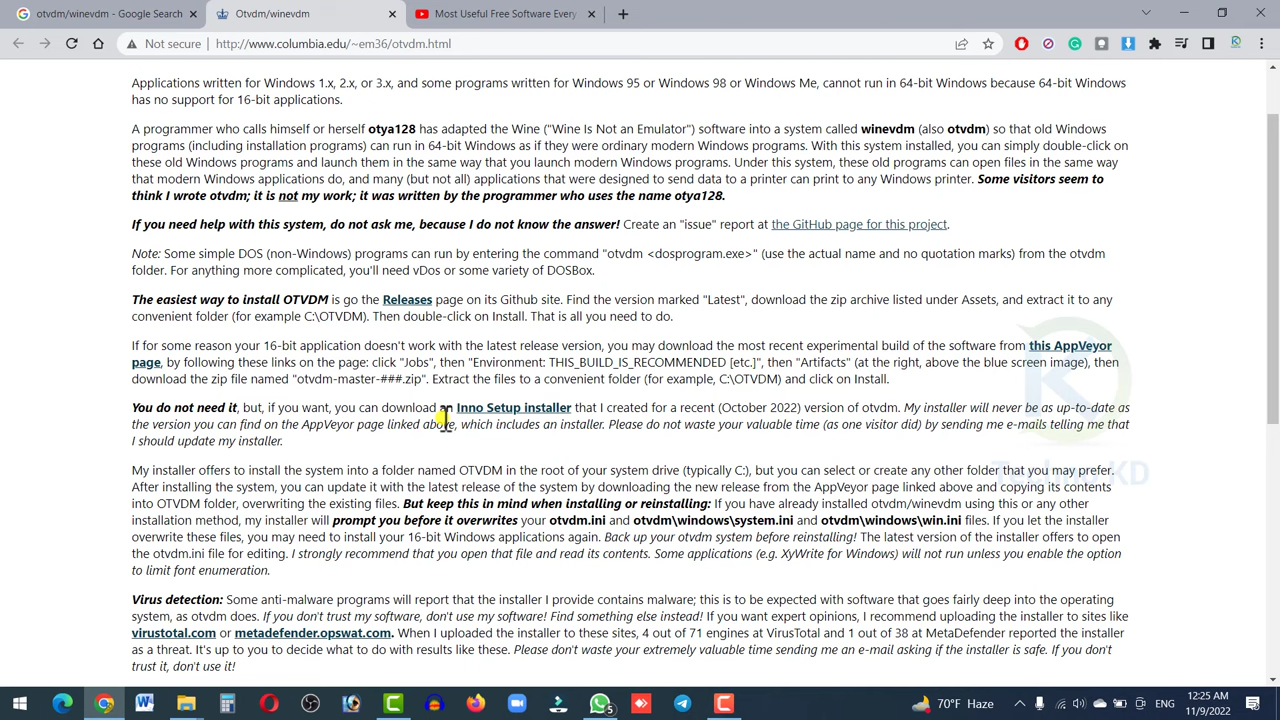 otvdm/winevdm - Google Search
Otvdm/winevdm
Most Useful Free Software Every
Not secure
http://www.columbia.edu/~em36/otvdm.html
Applications written for Windows 1.x, 2.x, or 3.x, and some programs written for Windows 95 or Windows 98 or Windows Me, cannot run in 64-bit Windows because 64-bit Windows
has no support for 16-bit applications.
A programmer who calls himself or herself otya128 has adapted the Wine ("Wine Is Not an Emulator") software into a system called winevdm (also otvdm) so that old Windows
programs (including installation programs) can run in 64-bit Windows as if they were ordinary modern Windows programs. With this system installed, you can simply double-click on
these old Windows programs and launch them in the same way that you launch modern Windows programs. Under this system, these old programs can open files in the same way
that modern Windows applications do, and many (but not all) applications that were designed to send data to a printer can print to any Windows printer. Some visitors seem to
think I wrote otvdm; it is not my work; it was written by the programmer who uses the name otya128.
If you need help with this system, do not ask me, because I do not know the answer! Create an "issue" report at the GitHub page for this project.
Note: Some simple DOS (non-Windows) programs can run by entering the command "otvdm <dosprogram.exe>" (use the actual name and no quotation marks) from the otvdm
folder. For anything more complicated, you'll need vDos or some variety of DOSBox.
The easiest way to install OTVDM is go the Releases page on its Github site. Find the version marked "Latest", download the zip archive listed under Assets, and extract it to any
convenient folder (for example C:\OTVDM). Then double-click on Install. That is all you need to do.
If for some reason your 16-bit application doesn't work with the latest release version, you may download the most recent experimental build of the software from this AppVeyor
page, by following these links on the page: click "Jobs", then "Environment: THIS_BUILD_IS_RECOMMENDED [etc.]", then "Artifacts" (at the right, above the blue screen image), then
download the zip file named "otvdm-master-###.zip". Extract the files to a convenient folder (for example, C:\OTVDM) and click on Install.
You do not need it, but, if you want, you can download an Inno Setup installer that I created for a recent (October 2022) version of otvdm. My installer will never be as up-to-date as
the version you can find on the AppVeyor page linked above, which includes an installer. Please do not waste your valuable time (as one visitor did) by sending me e-mails telling me that
I should update my installer.
My installer offers to install the system into a folder named OTVDM in the root of your system drive (typically C:), but you can select or create any other folder that you may prefer.
After installing the system, you can update it with the latest release of the system by downloading the new release from the AppVeyor page linked above and copying its contents
into OTVDM folder, overwriting the existing files. But keep this in mind when installing or reinstalling: If you have already installed otvdm/winevdm using this or any other
installation method, my installer will prompt you before it overwrites your otvdm.ini and otvdm\windows\system.ini and otvdm\windows\win.ini files. If you let the installer
overwrite these files, you may need to install your 16-bit Windows applications again. Back up your otvdm system before reinstalling! The latest version of the installer offers to open
the otvdm.ini file for editing. I strongly recommend that you open that file and read its contents. Some applications (e.g. XyWrite for Windows) will not run unless you enable the option
to limit font enumeration.
Virus detection: Some anti-malware programs will report that the installer I provide contains malware; this is to be expected with software that goes fairly deep into the operating
system, as otvdm does. If you don't trust my software, don't use my software! Find something else instead! If you want expert opinions, I recommend uploading the installer to sites like
virustotal.com or metadefender.opswat.com. When I uploaded the installer to these sites, 4 out of 71 engines at VirusTotal and 1 out of 38 at MetaDefender reported the installer
as a threat. It's up to you to decide what to do with results like these. Please don't waste your extremely valuable time sending me an e-mail asking if the installer is safe. If you don't
trust it, don't use it!
Techno KD
70°F Haze
ENG
12:25 AM
11/9/2022